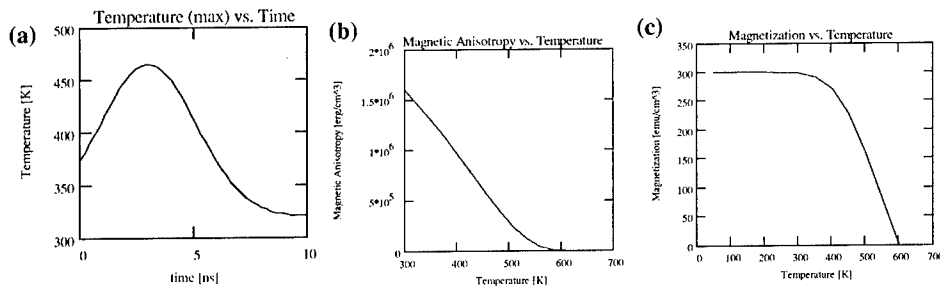 (a)
Temperature (max) vs. Time
500
450
400
350
300
Temperature [K]
0
5
10
time [ns]
(b)
Magnetic Anisotropy vs. Temperature
2*10^6
1.5*10^6
1*10^6
5*10^5
0
Magnetic Anisotropy [erg/cm^3]
300
400
500
600
700
Temperature [K]
(c)
Magnetization vs. Temperature
350
300
250
200
150
100
50
0
Magnetization [emu/cm^3]
0
100
200
300
400
500
600
700
Temperature [K]